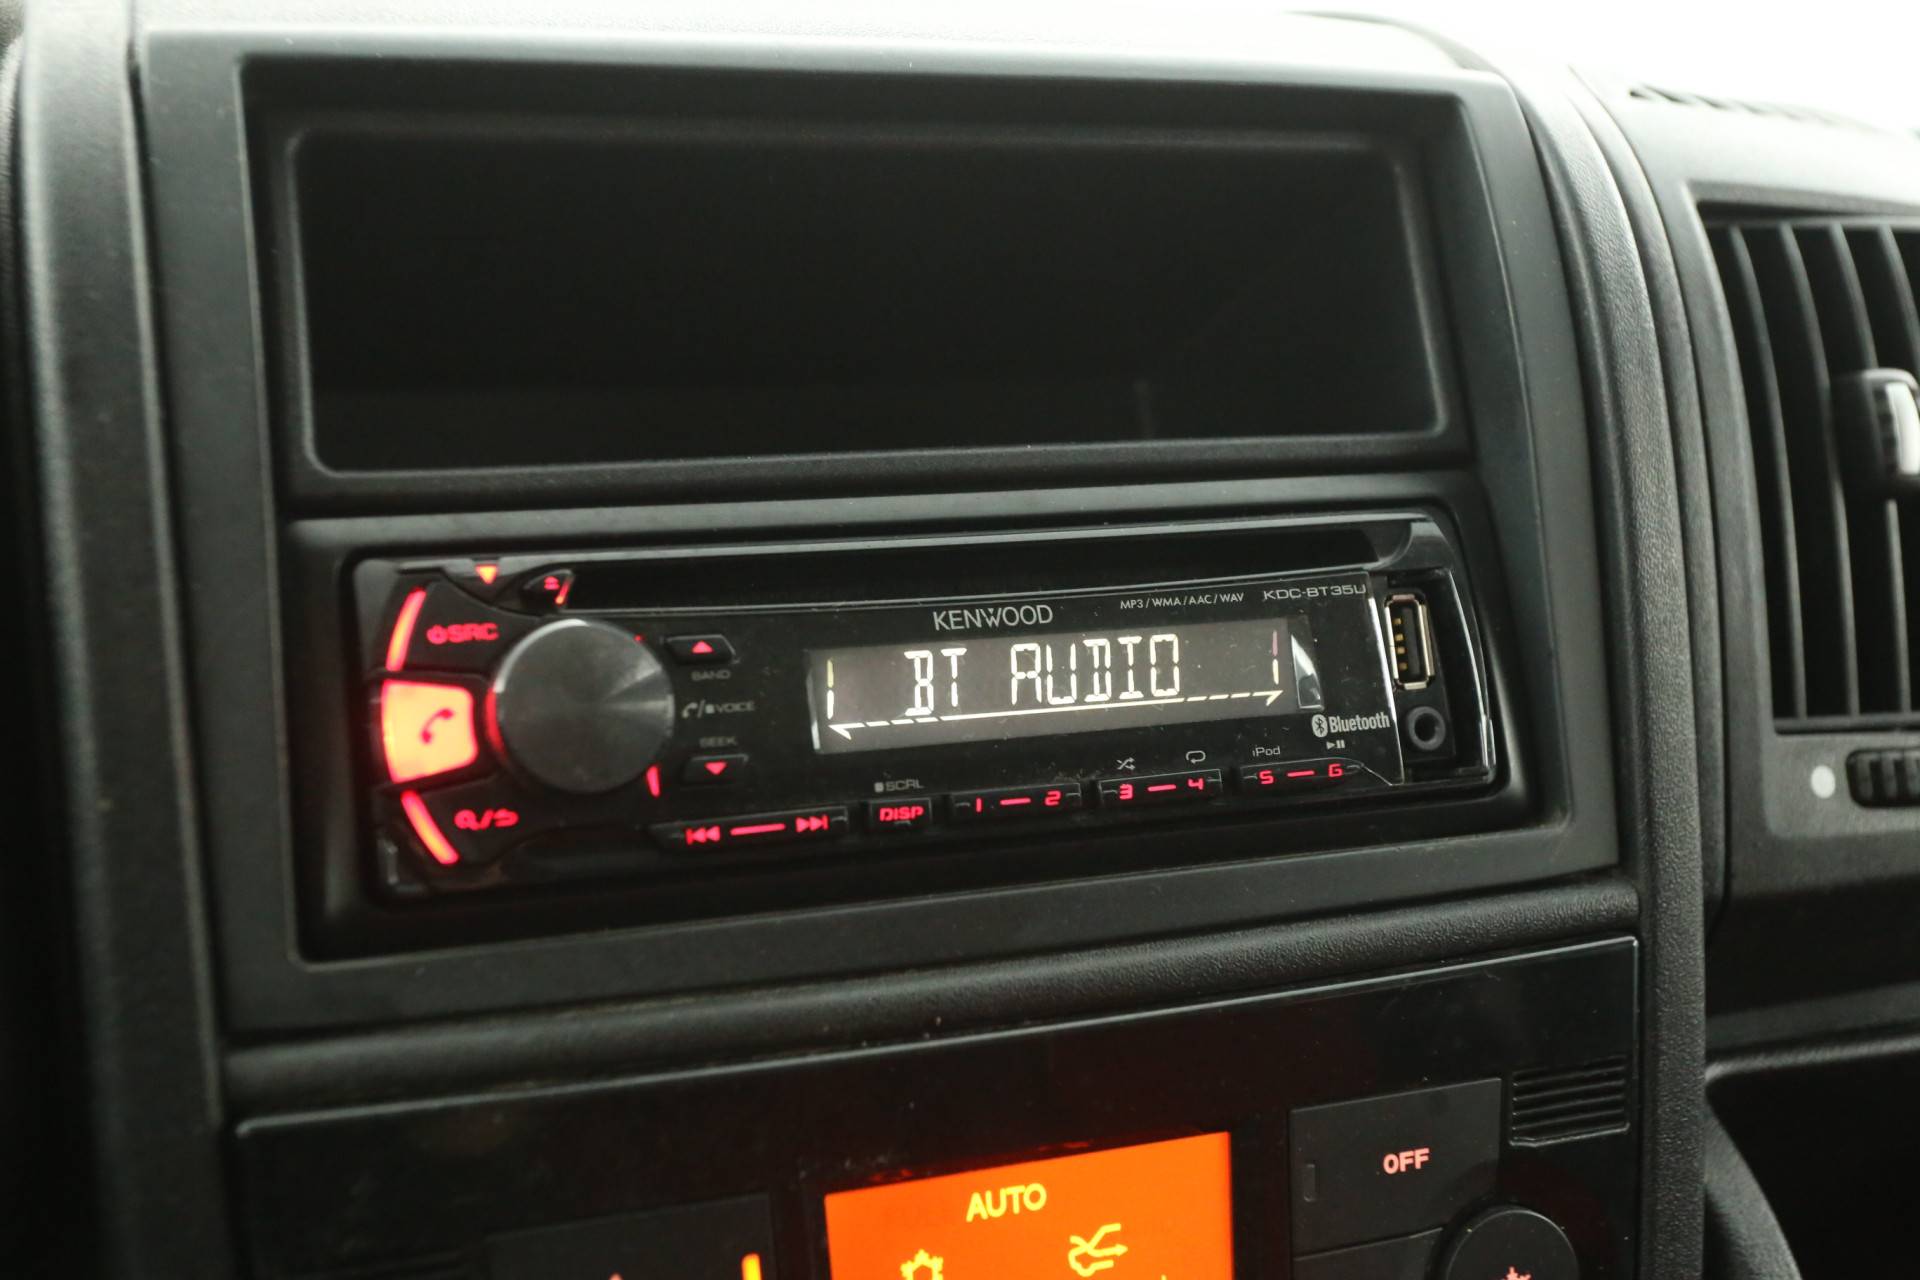 KENWOOD
MP3/WMA/AAC/WAV
KDC-BT35U
SRC
BAND
BT AUDIO
/VOICE
SEEK
Bluetooth
SCRL
iPod
DISP
1 — 2
3 — 4
5 — 6
OFF
AUTO